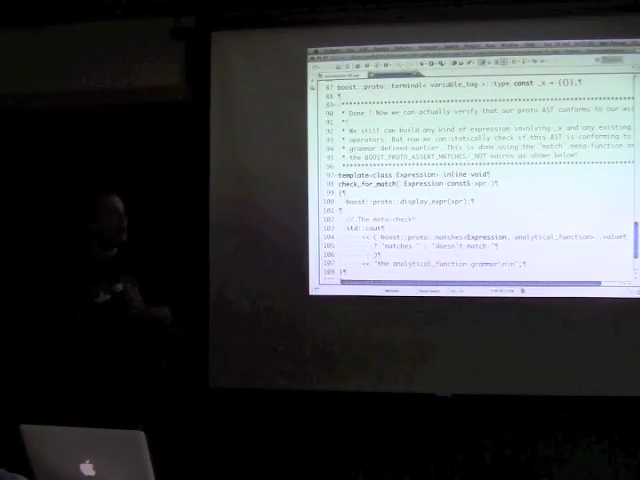 87 boost::proto::terminal< variable_tag >::type const _x = {{}};¶
88 ¶
89 /*****************************************************************
90 * Done ! Now we can actually verify that our proto AST conforms to our wis
91 *!
92 * We still can build any kind of expression involving _x and any existing
93 operators. But now we can statically check if this AST is conforming to
94 * grammar defined earlier. This is done using the 'match' meta-function or
95 * the BOOST_PROTO_ASSERT_MATCHES/_NOT macros as shown below
96 *****************************************************************
97 template<class Expression> inline void
98 check_for_match( Expression const& xpr )
99 {
100 boost::proto::display_expr(xpr);
101 ¶
102 // The meta-check
103 std::cout
104 << ( boost::proto::matches<Expression, analytical_function>::value
105 ? "matches " : "doesn't match "
106 )
107 << "the analytical_function grammar\n\n";
108 }